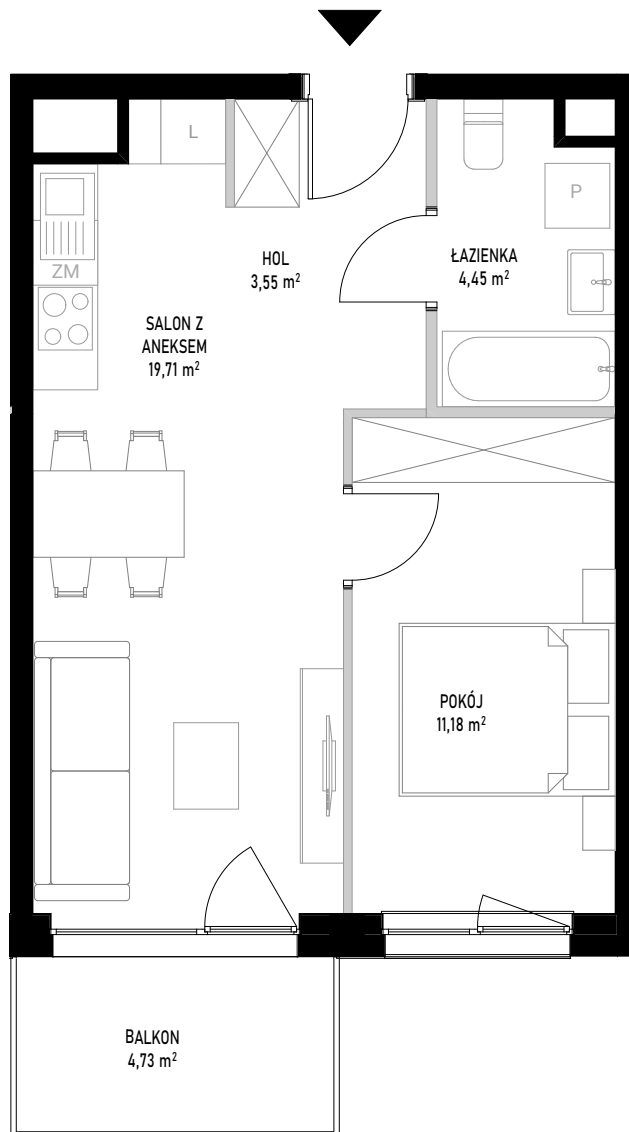 L
P
HOL
3,55 m²
ŁAZIENKA
4,45 m²
ZM
SALON Z
ANEKSEM
19,71 m²
POKÓJ
11,18 m²
BALKON
4,73 m²